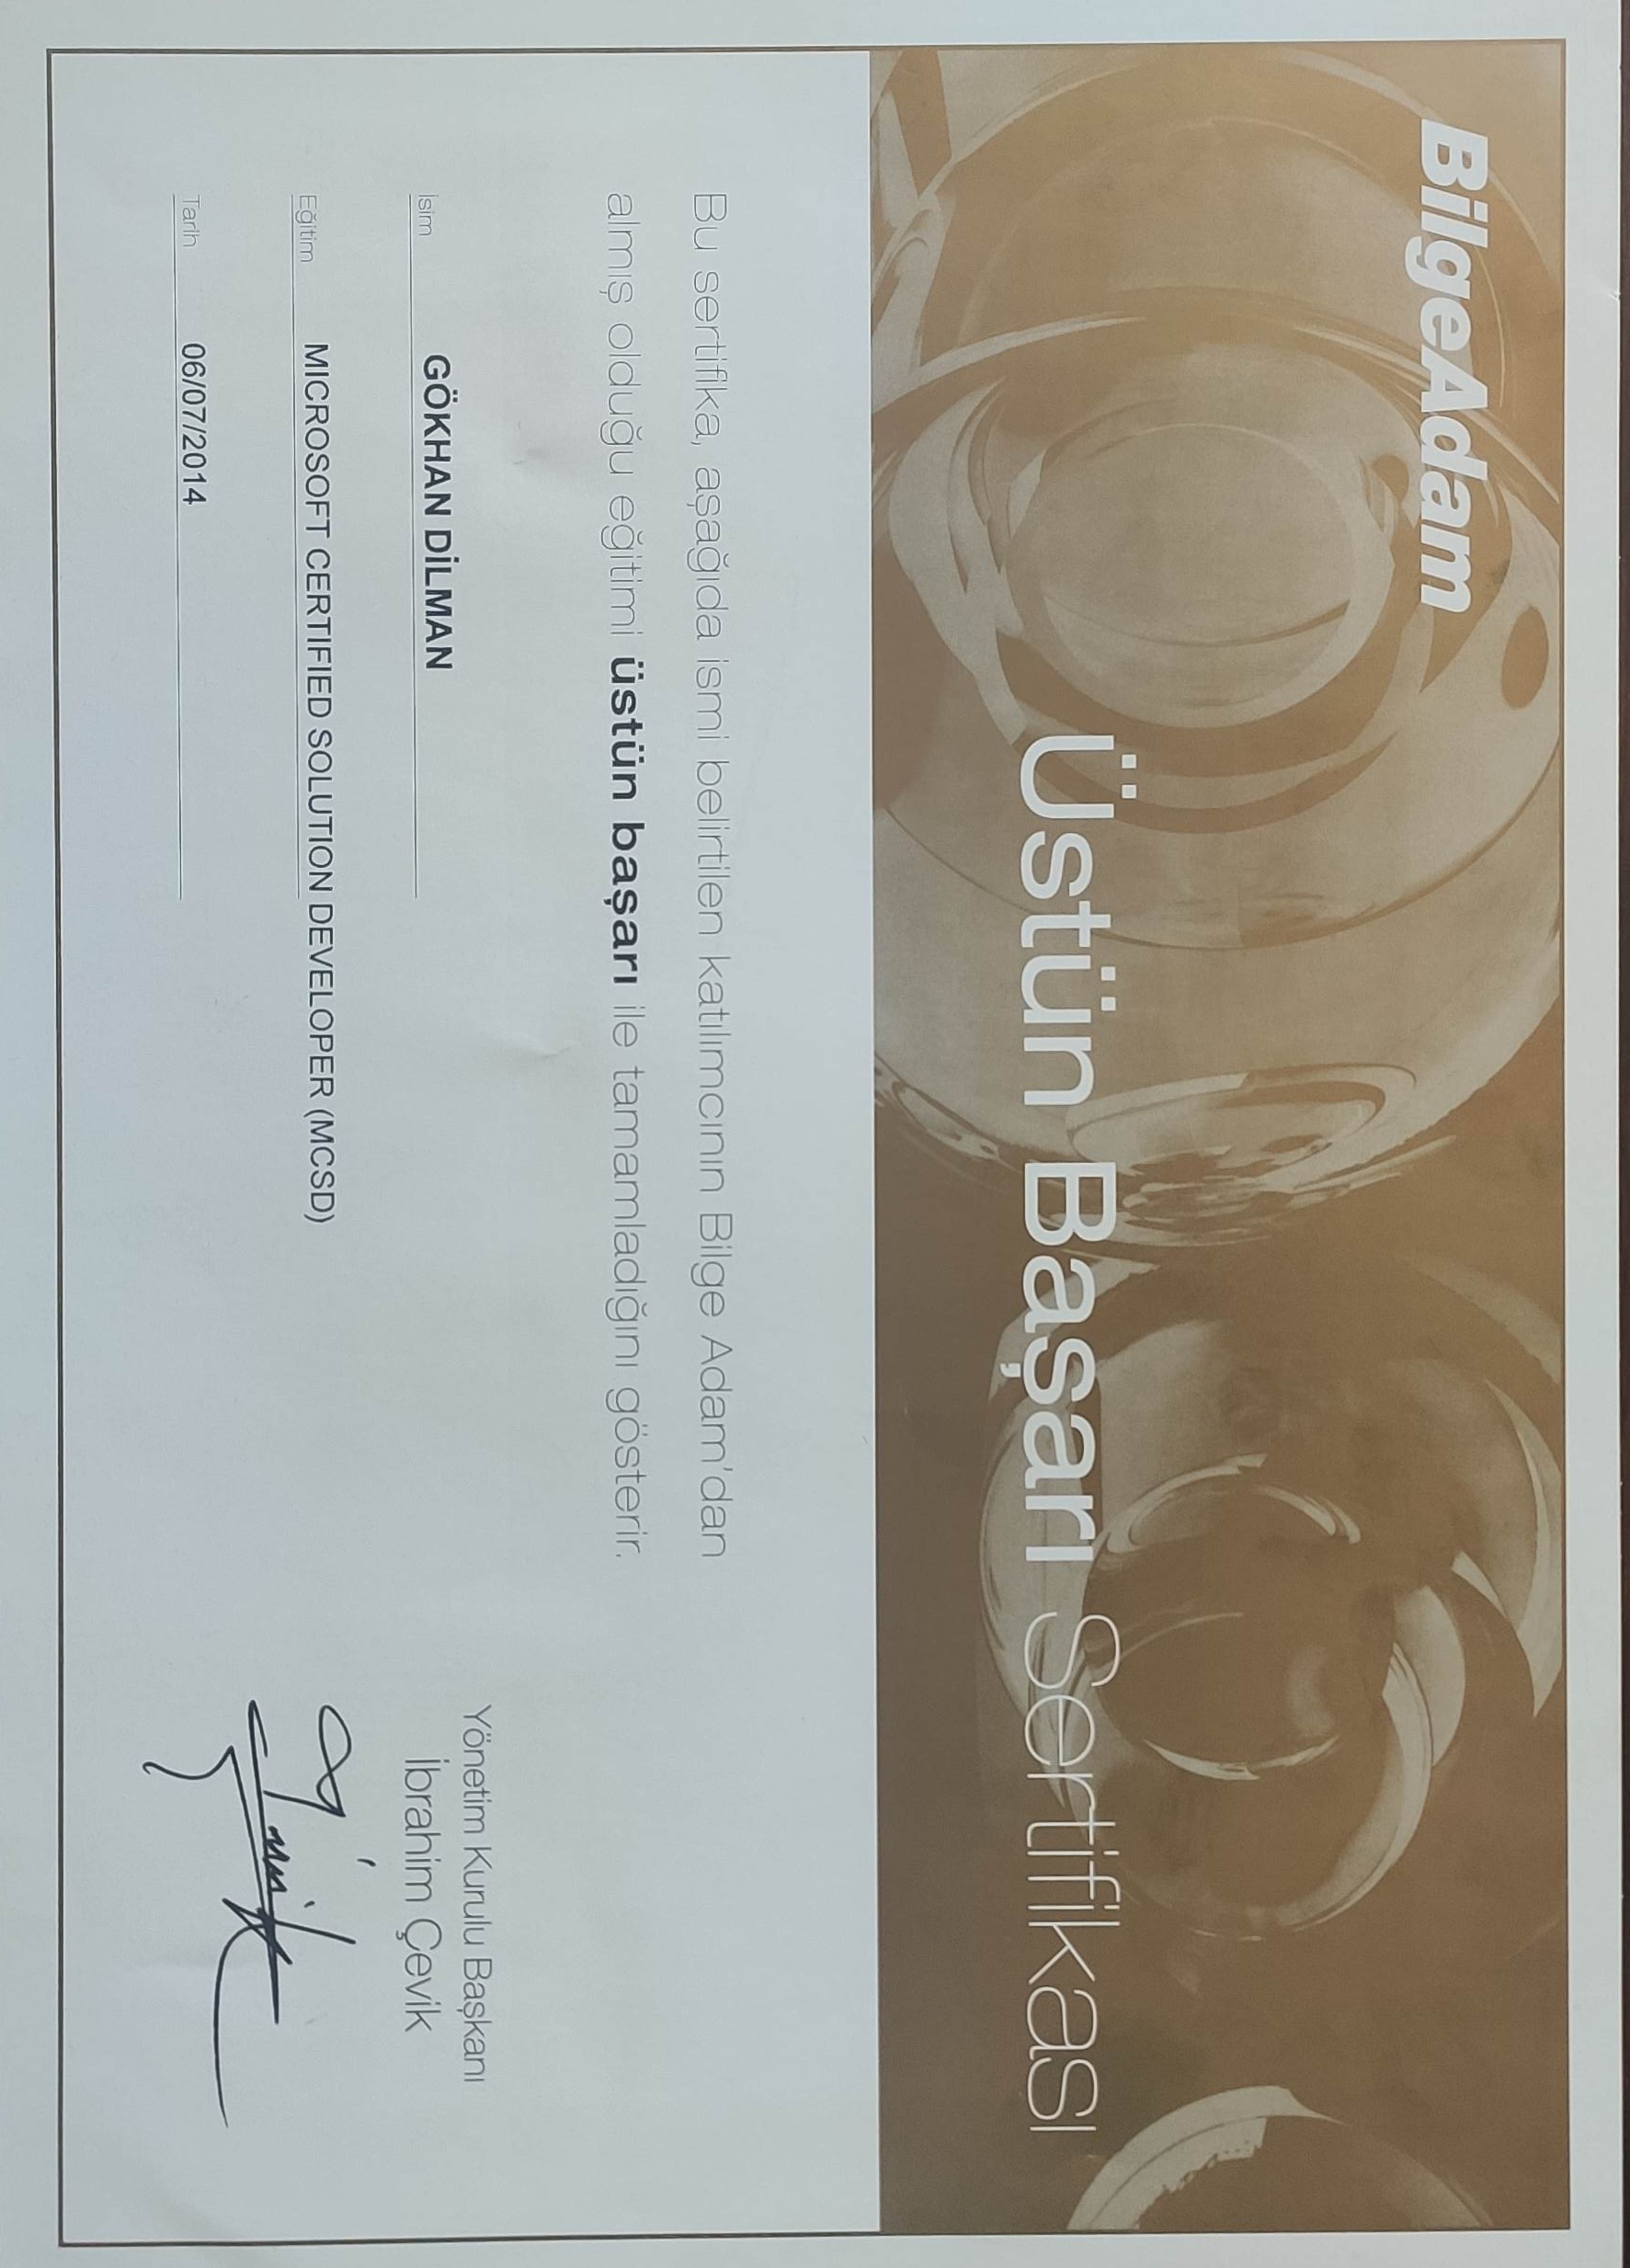 BilgeAdam
Üstün Başarı Sertifikası
Bu sertifika, aşağıda ismi belirtilen katılımcının Bilge Adam'dan
almış olduğu eğitimi üstün başarı ile tamamladığını gösterir.
İsim GÖKHAN DİLMAN
Eğitim MICROSOFT CERTIFIED SOLUTION DEVELOPER (MCSD)
Tarih 06/07/2014
Yönetim Kurulu Başkanı
İbrahim Çevik